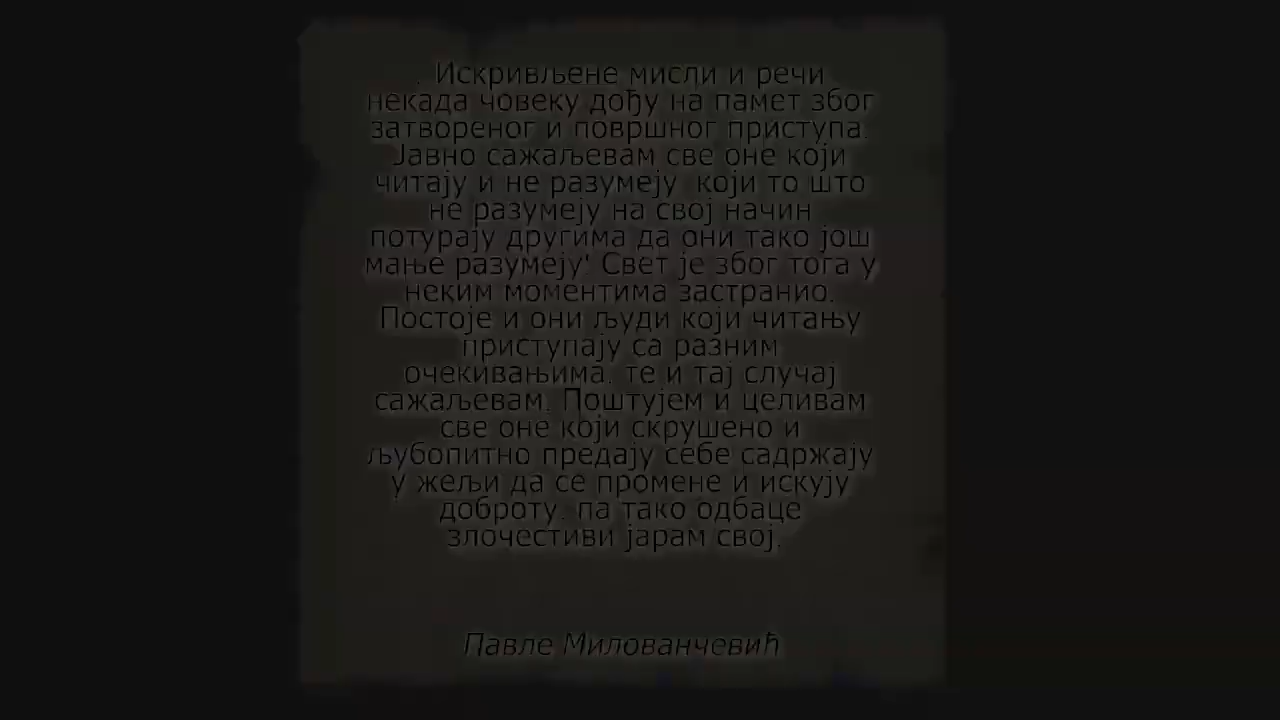 Искривљене мисли и речи
некада човеку дођу на памет због
затвореног и површног приступа.
Јавно сажаљевам све оне који
читају и не разумеју, који то што
не разумеју на свој начин
потурају другима да они тако још
мање разумеју! Свет је због тога у
неким моментима застранио.
Постоје и они људи који читању
приступају са разним
очекивањима, те и тај случај
сажаљевам. Поштујем и целивам
све оне који скрушено и
љубопитно предају себе садржају
у жељи да се промене и искују
доброту, па тако одбаце
злочестиви јарам свој.
Павле Милованчевић